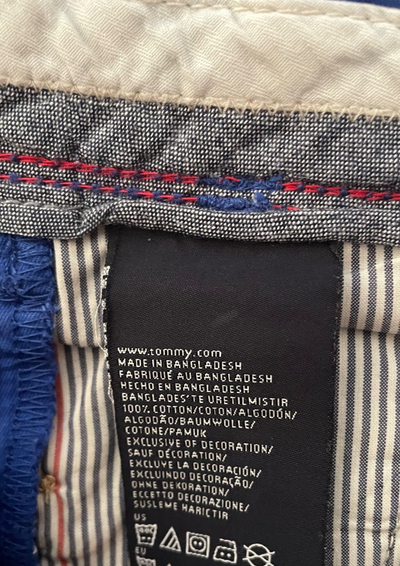 www.tommy.com
MADE IN BANGLADESH
FABRIQUÉ AU BANGLADESH
HECHO EN BANGLADESH
BANGLADES'TE URETILMISTIR
100% COTTON/COTON/ALGODÓN/
ALGODÃO/BAUMWOLLE/
COTONE/PAMUK
EXCLUSIVE OF DECORATION/
SAUF DÉCORATION/
EXCLUYE LA DECORACIÓN/
EXCLUINDO DECORAÇÃO/
OHNE DEKORATION/
ECCETTO DECORAZIONE/
SUSLEME HARICTIR
US
EU